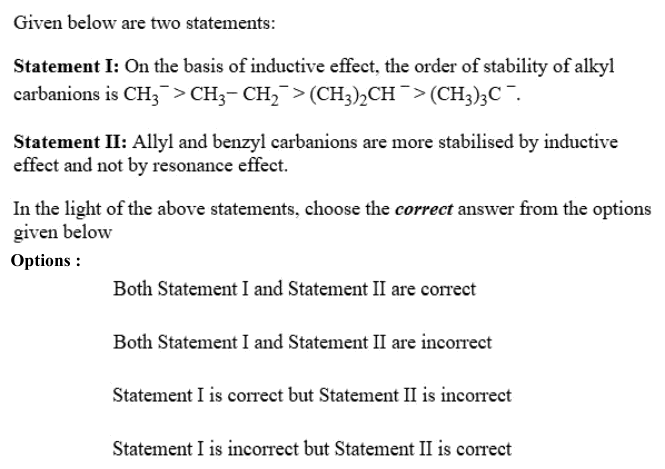 Given below are two statements:
Statement I: On the basis of inductive effect, the order of stability of alkyl
carbanions is CH₃⁻ > CH₃− CH₂⁻ > (CH₃)₂CH⁻ > (CH₃)₃C⁻.
Statement II: Allyl and benzyl carbanions are more stabilised by inductive
effect and not by resonance effect.
In the light of the above statements, choose the correct answer from the options
given below
Options :
Both Statement I and Statement II are correct
Both Statement I and Statement II are incorrect
Statement I is correct but Statement II is incorrect
Statement I is incorrect but Statement II is correct